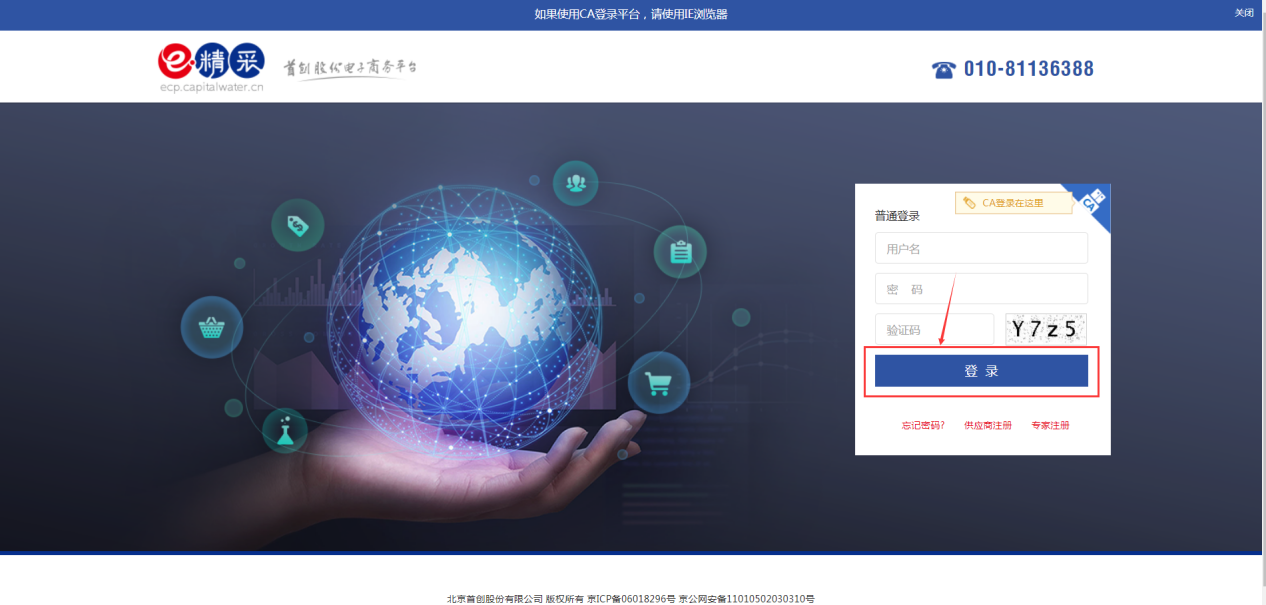 如果使用CA登录平台，请使用IE浏览器
关闭
e·精采
首创股份电子商务平台
ecp.capitalwater.cn
010-81136388
CA登录在这里
CA
普通登录
用户名
密 码
验证码
Y7z5
登 录
忘记密码? 供应商注册 专家注册
北京首创股份有限公司 版权所有 京ICP备06018296号 京公网安备11010502030310号